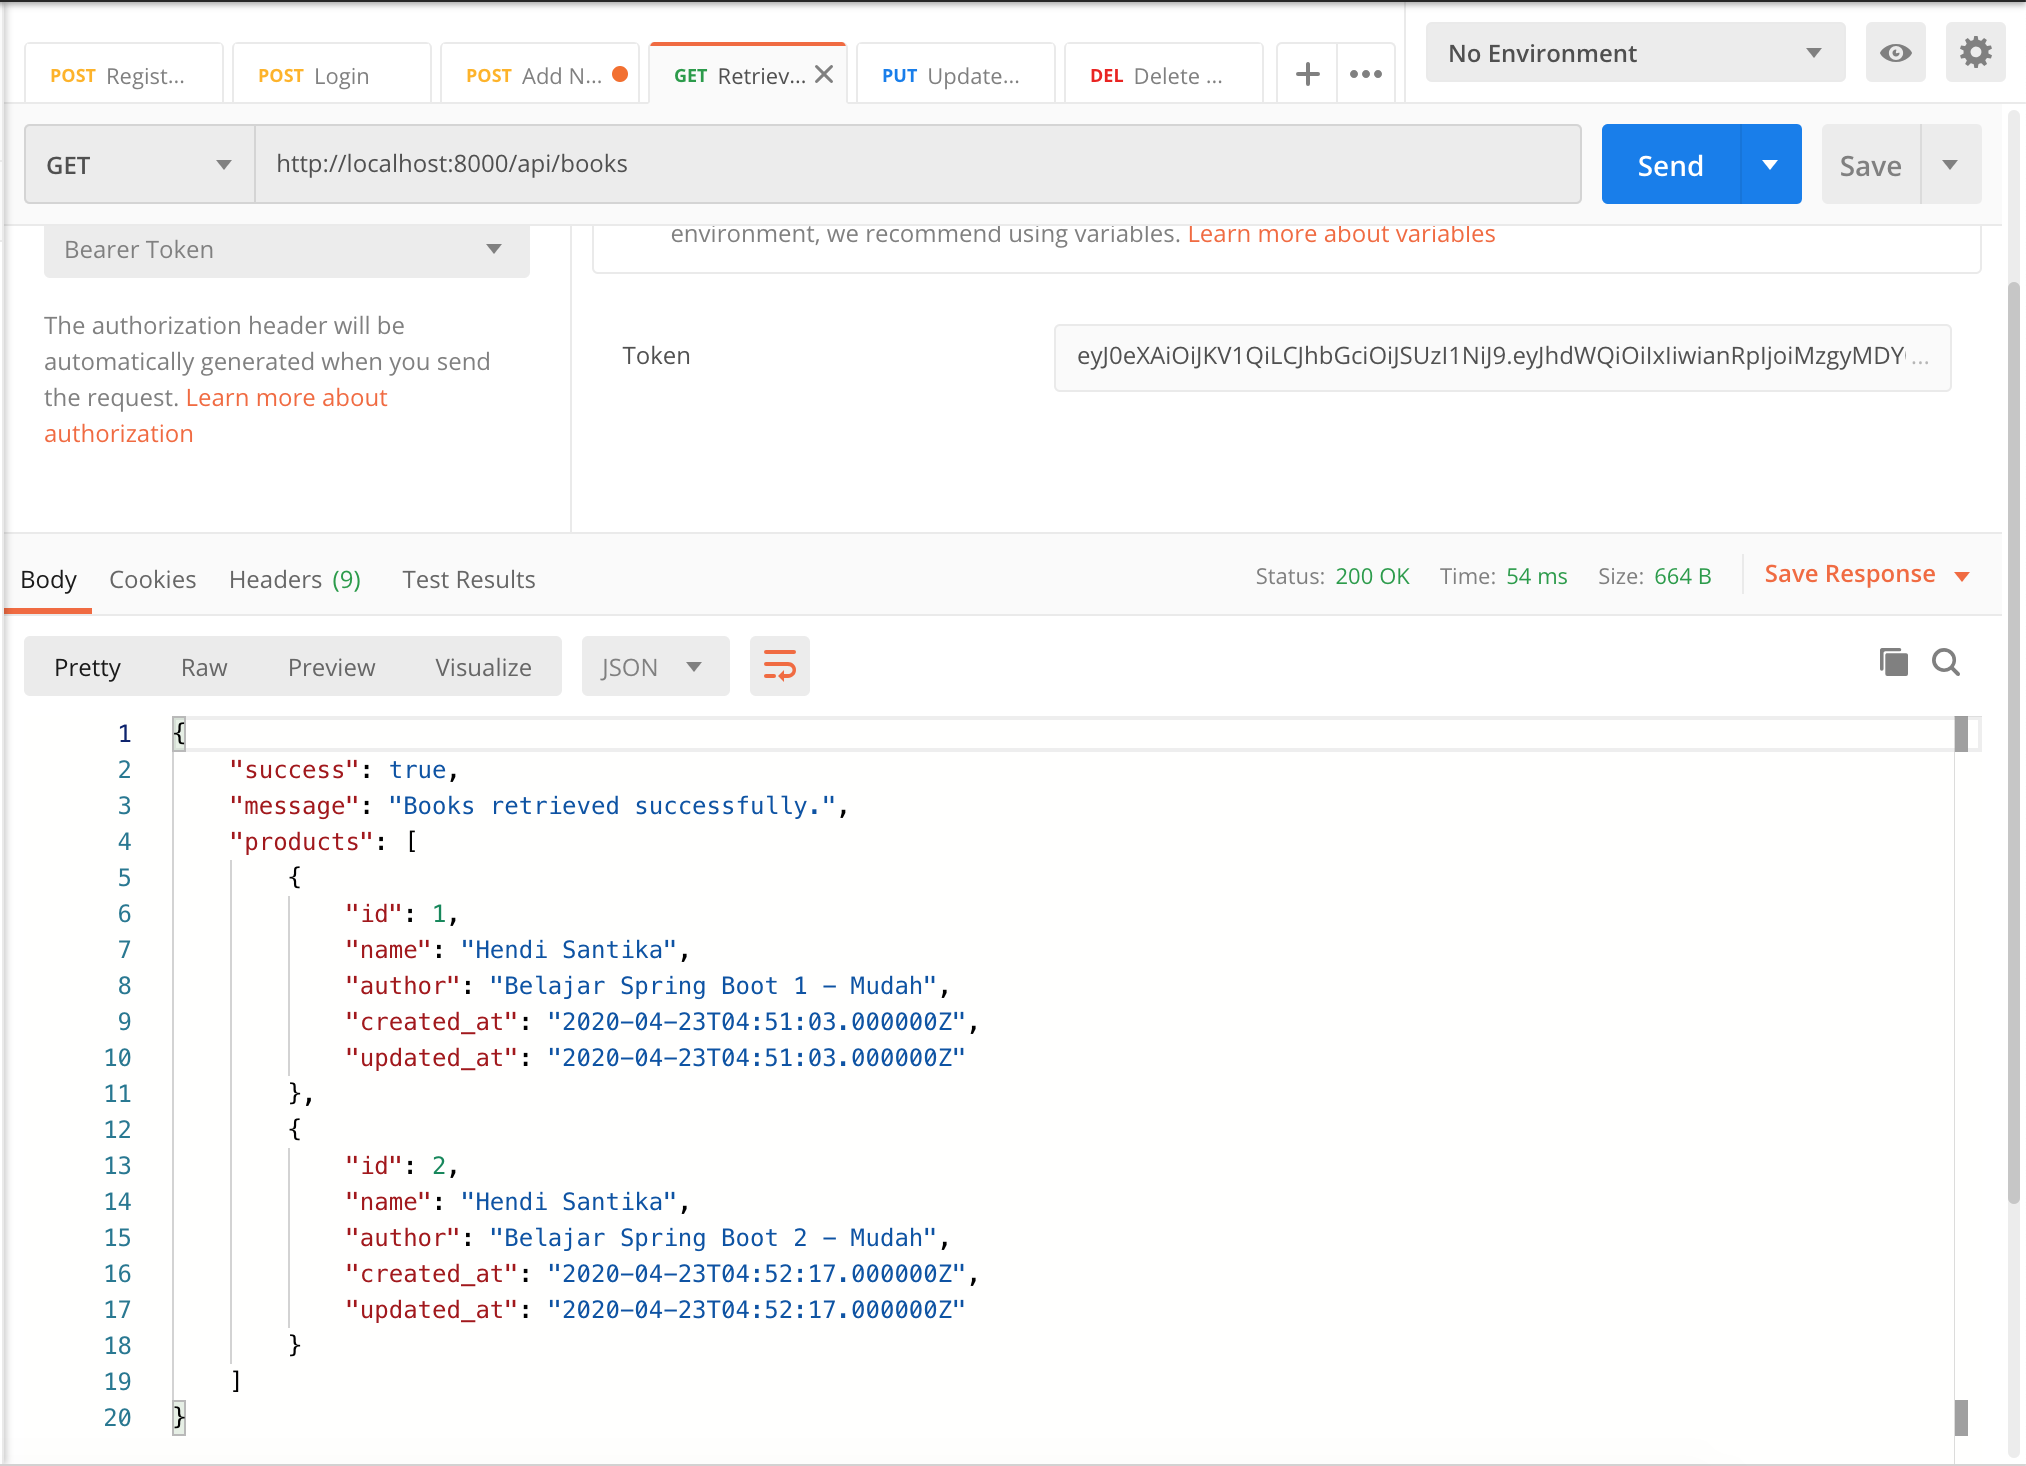 POST Regist...
POST Login
POST Add N...
GET Retriev...
PUT Update...
DEL Delete ...
No Environment
GET
http://localhost:8000/api/books
Send
Save
Bearer Token
environment, we recommend using variables. Learn more about variables
The authorization header will be
automatically generated when you send
the request. Learn more about
authorization
Token
eyJ0eXAiOiJKV1QiLCJhbGciOiJSUzI1NiJ9.eyJhdWQiOiIxIiwianRpIjoiMzgyMDY...
Body
Cookies
Headers (9)
Test Results
Status: 200 OK
Time: 54 ms
Size: 664 B
Save Response
Pretty
Raw
Preview
Visualize
JSON
1 {
2 "success": true,
3 "message": "Books retrieved successfully.",
4 "products": [
5 {
6 "id": 1,
7 "name": "Hendi Santika",
8 "author": "Belajar Spring Boot 1 - Mudah",
9 "created_at": "2020-04-23T04:51:03.000000Z",
10 "updated_at": "2020-04-23T04:51:03.000000Z"
11 },
12 {
13 "id": 2,
14 "name": "Hendi Santika",
15 "author": "Belajar Spring Boot 2 - Mudah",
16 "created_at": "2020-04-23T04:52:17.000000Z",
17 "updated_at": "2020-04-23T04:52:17.000000Z"
18 }
19 ]
20 }